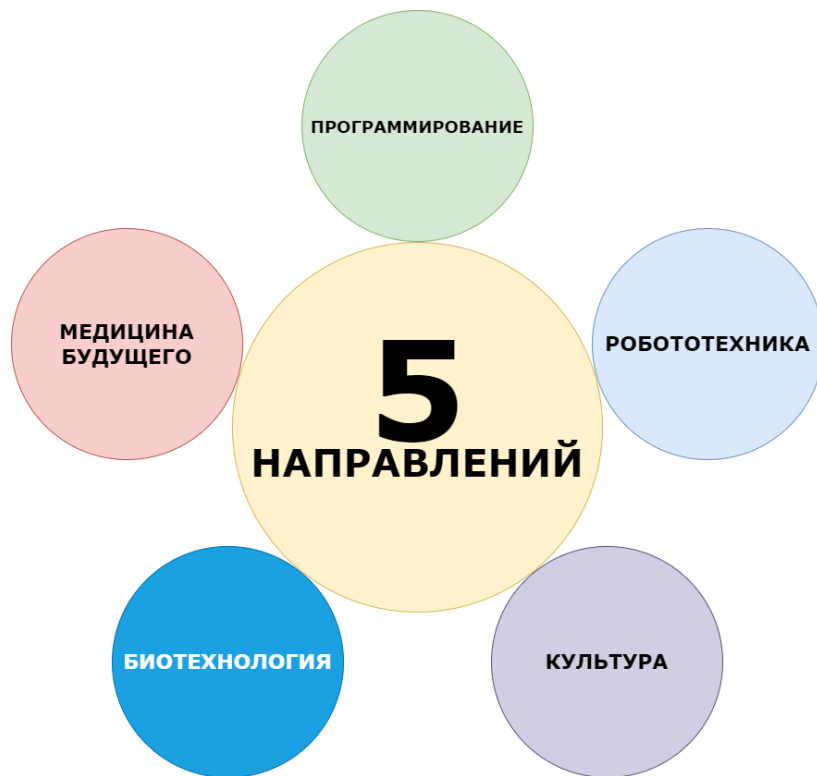 ПРОГРАММИРОВАНИЕ
МЕДИЦИНА
БУДУЩЕГО
РОБОТОТЕХНИКА
5
НАПРАВЛЕНИЙ
БИОТЕХНОЛОГИЯ
КУЛЬТУРА